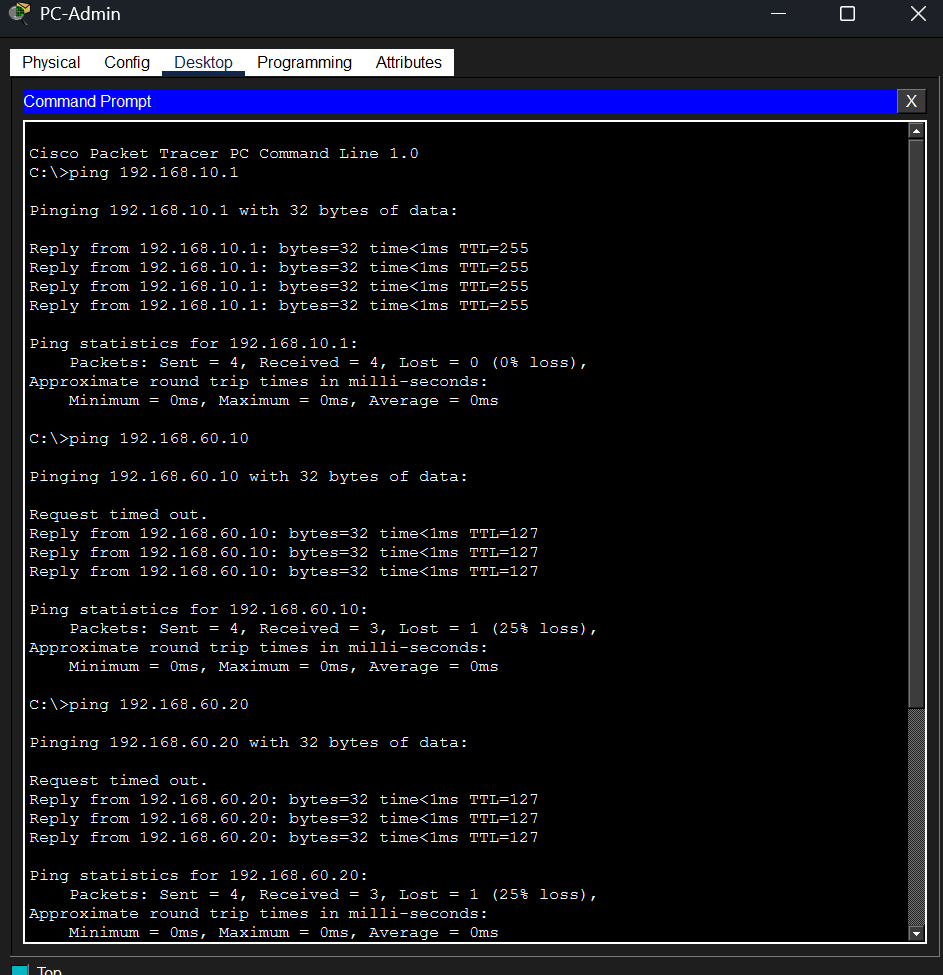 PC-Admin
Physical Config Desktop Programming Attributes
Command Prompt X
Cisco Packet Tracer PC Command Line 1.0
C:\>ping 192.168.10.1
Pinging 192.168.10.1 with 32 bytes of data:
Reply from 192.168.10.1: bytes=32 time<1ms TTL=255
Reply from 192.168.10.1: bytes=32 time<1ms TTL=255
Reply from 192.168.10.1: bytes=32 time<1ms TTL=255
Reply from 192.168.10.1: bytes=32 time<1ms TTL=255
Ping statistics for 192.168.10.1:
    Packets: Sent = 4, Received = 4, Lost = 0 (0% loss),
Approximate round trip times in milli-seconds:
    Minimum = 0ms, Maximum = 0ms, Average = 0ms
C:\>ping 192.168.60.10
Pinging 192.168.60.10 with 32 bytes of data:
Request timed out.
Reply from 192.168.60.10: bytes=32 time<1ms TTL=127
Reply from 192.168.60.10: bytes=32 time<1ms TTL=127
Reply from 192.168.60.10: bytes=32 time<1ms TTL=127
Ping statistics for 192.168.60.10:
    Packets: Sent = 4, Received = 3, Lost = 1 (25% loss),
Approximate round trip times in milli-seconds:
    Minimum = 0ms, Maximum = 0ms, Average = 0ms
C:\>ping 192.168.60.20
Pinging 192.168.60.20 with 32 bytes of data:
Request timed out.
Reply from 192.168.60.20: bytes=32 time<1ms TTL=127
Reply from 192.168.60.20: bytes=32 time<1ms TTL=127
Reply from 192.168.60.20: bytes=32 time<1ms TTL=127
Ping statistics for 192.168.60.20:
    Packets: Sent = 4, Received = 3, Lost = 1 (25% loss),
Approximate round trip times in milli-seconds:
    Minimum = 0ms, Maximum = 0ms, Average = 0ms
Top